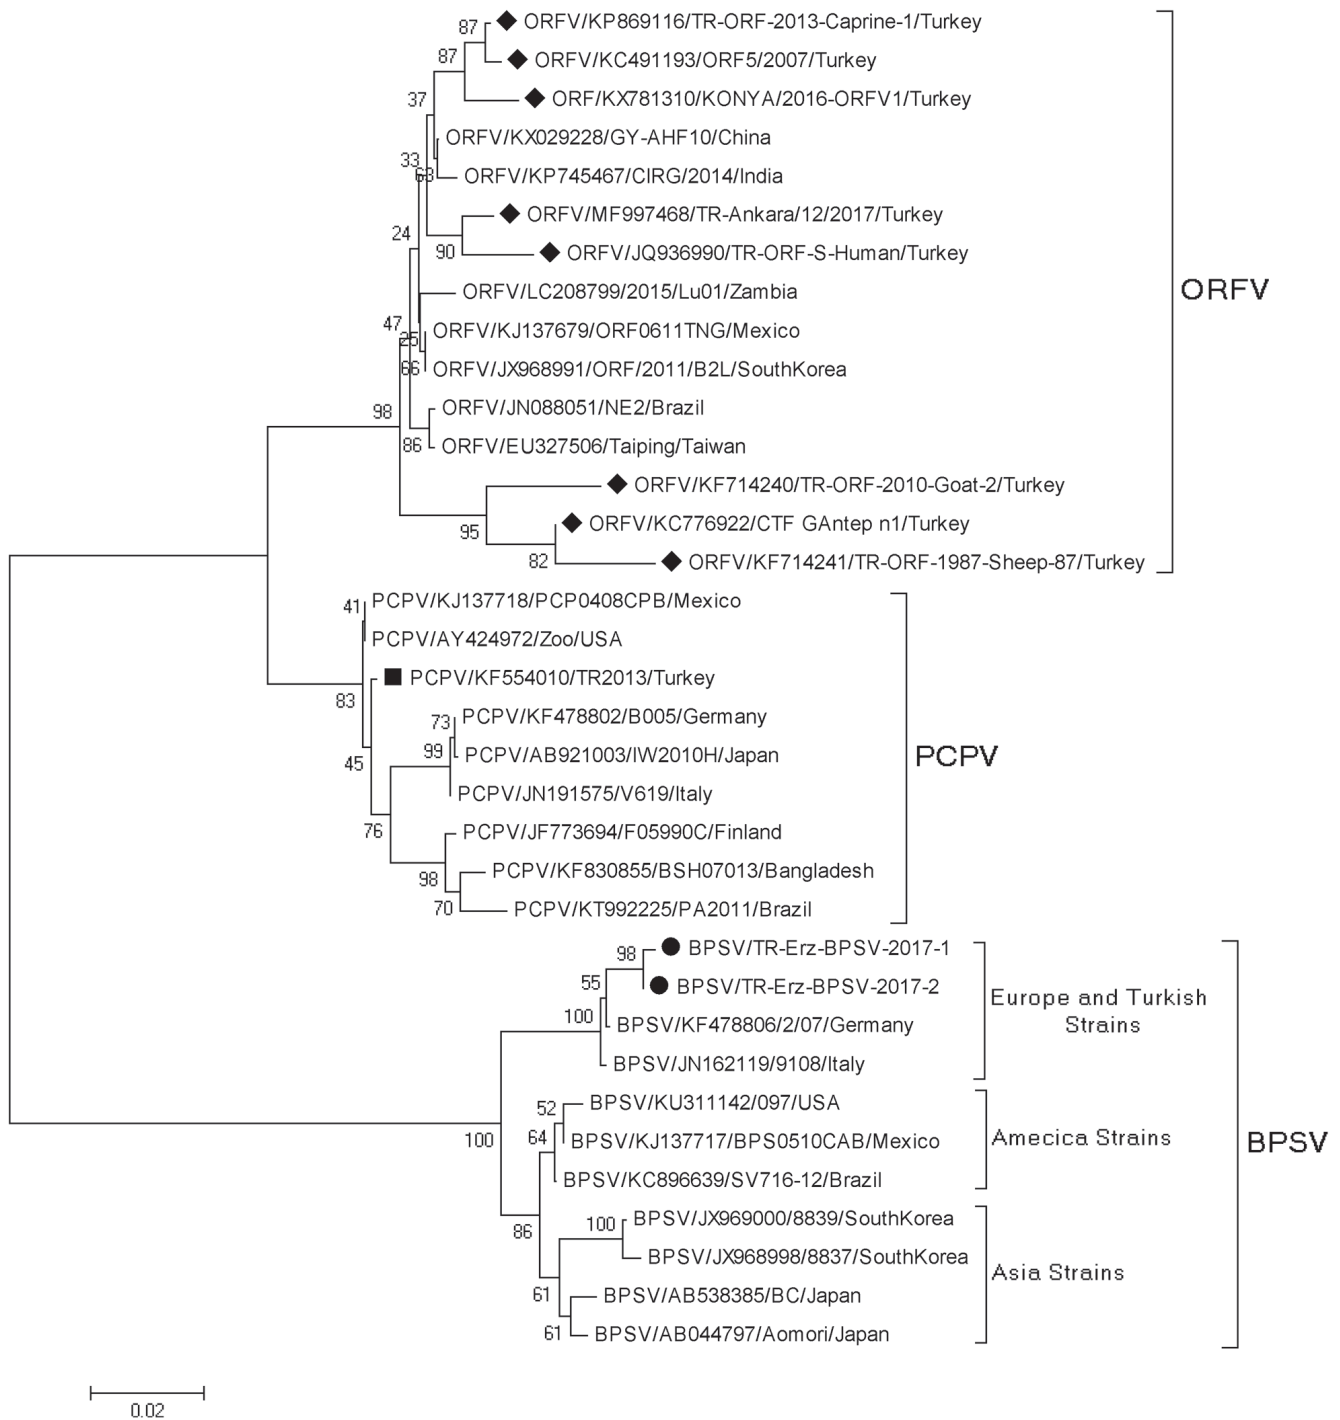 87
ORFV/KP869116/TR-ORF-2013-Caprine-1/Turkey
87
ORFV/KC491193/ORF5/2007/Turkey
37
ORF/KX781310/KONYA/2016-ORFV1/Turkey
ORFV/KX029228/GY-AHF10/China
33
68
ORFV/KP745467/CIRG/2014/India
24
ORFV/MF997468/TR-Ankara/12/2017/Turkey
90
ORFV/JQ936990/TR-ORF-S-Human/Turkey
ORFV
ORFV/LC208799/2015/Lu01/Zambia
47
25
ORFV/KJ137679/ORF0611TNG/Mexico
66
ORFV/JX968991/ORF/2011/B2L/SouthKorea
98
ORFV/JN088051/NE2/Brazil
86
ORFV/EU327506/Taiping/Taiwan
ORFV/KF714240/TR-ORF-2010-Goat-2/Turkey
95
ORFV/KC776922/CTF GAntep n1/Turkey
82
ORFV/KF714241/TR-ORF-1987-Sheep-87/Turkey
41
PCPV/KJ137718/PCP0408CPB/Mexico
PCPV/AY424972/Zoo/USA
83
PCPV/KF554010/TR2013/Turkey
73
PCPV/KF478802/B005/Germany
99
45
PCPV/AB921003/IW2010H/Japan
PCPV
PCPV/JN191575/V619/Italy
76
PCPV/JF773694/F05990C/Finland
98
PCPV/KF830855/BSH07013/Bangladesh
70
PCPV/KT992225/PA2011/Brazil
98
BPSV/TR-Erz-BPSV-2017-1
55
BPSV/TR-Erz-BPSV-2017-2
100
BPSV/KF478806/2/07/Germany
Europe and Turkish
Strains
BPSV/JN162119/9108/Italy
52
BPSV/KU311142/097/USA
100
64
BPSV/KJ137717/BPS0510CAB/Mexico
Amecica Strains
BPSV
BPSV/KC896639/SV716-12/Brazil
86
100
BPSV/JX969000/8839/SouthKorea
BPSV/JX968998/8837/SouthKorea
Asia Strains
61
BPSV/AB538385/BC/Japan
61
BPSV/AB044797/Aomori/Japan
0.02